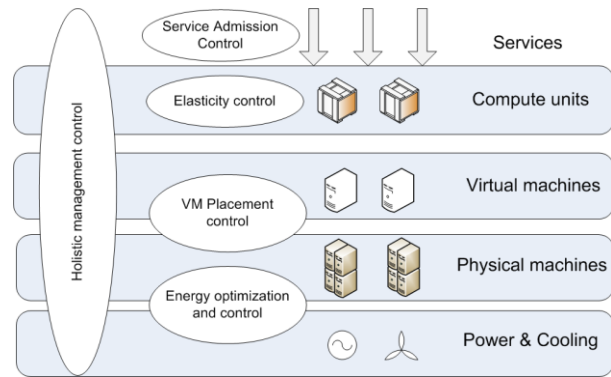 Service Admission
Control
Services
Elasticity control
Compute units
Holistic management control
VM Placement
control
Virtual machines
Physical machines
Energy optimization
and control
Power & Cooling